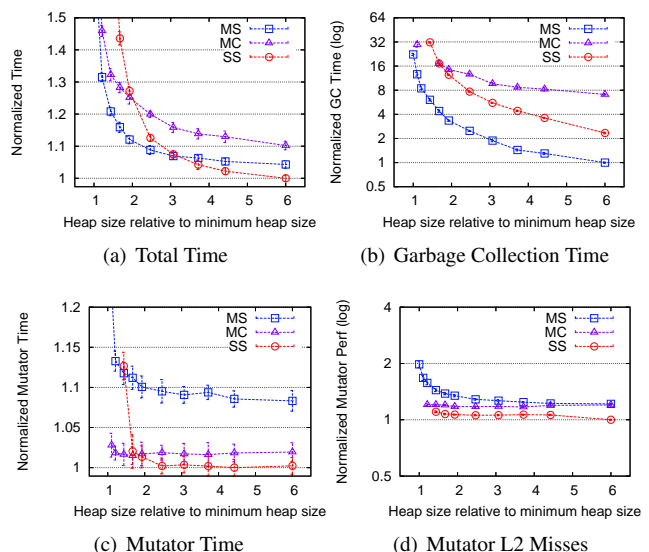 1.5
1.4
1.3
1.2
1.1
1
Normalized Time
MS
MC
SS
1 2 3 4 5 6
Heap size relative to minimum heap size
(a) Total Time
64
32
16
8
4
2
1
0.5
Normalized GC Time (log)
MS
MC
SS
1 2 3 4 5 6
Heap size relative to minimum heap size
(b) Garbage Collection Time
1.2
1.15
1.1
1.05
1
Normalized Mutator Time
MS
MC
SS
1 2 3 4 5 6
Heap size relative to minimum heap size
(c) Mutator Time
4
2
1
0.5
Normalized Mutator Perf (log)
MS
MC
SS
1 2 3 4 5 6
Heap size relative to minimum heap size
(d) Mutator L2 Misses